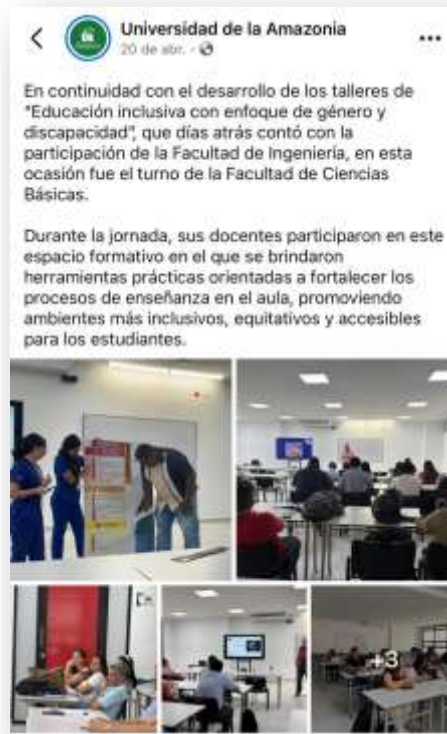 Universidad de la Amazonia
20 de abr. ·
En continuidad con el desarrollo de los talleres de
"Educación inclusiva con enfoque de género y
discapacidad", que días atrás contó con la
participación de la Facultad de Ingeniería, en esta
ocasión fue el turno de la Facultad de Ciencias
Básicas.
Durante la jornada, sus docentes participaron en este
espacio formativo en el que se brindaron
herramientas prácticas orientadas a fortalecer los
procesos de enseñanza en el aula, promoviendo
ambientes más inclusivos, equitativos y accesibles
para los estudiantes.
+3